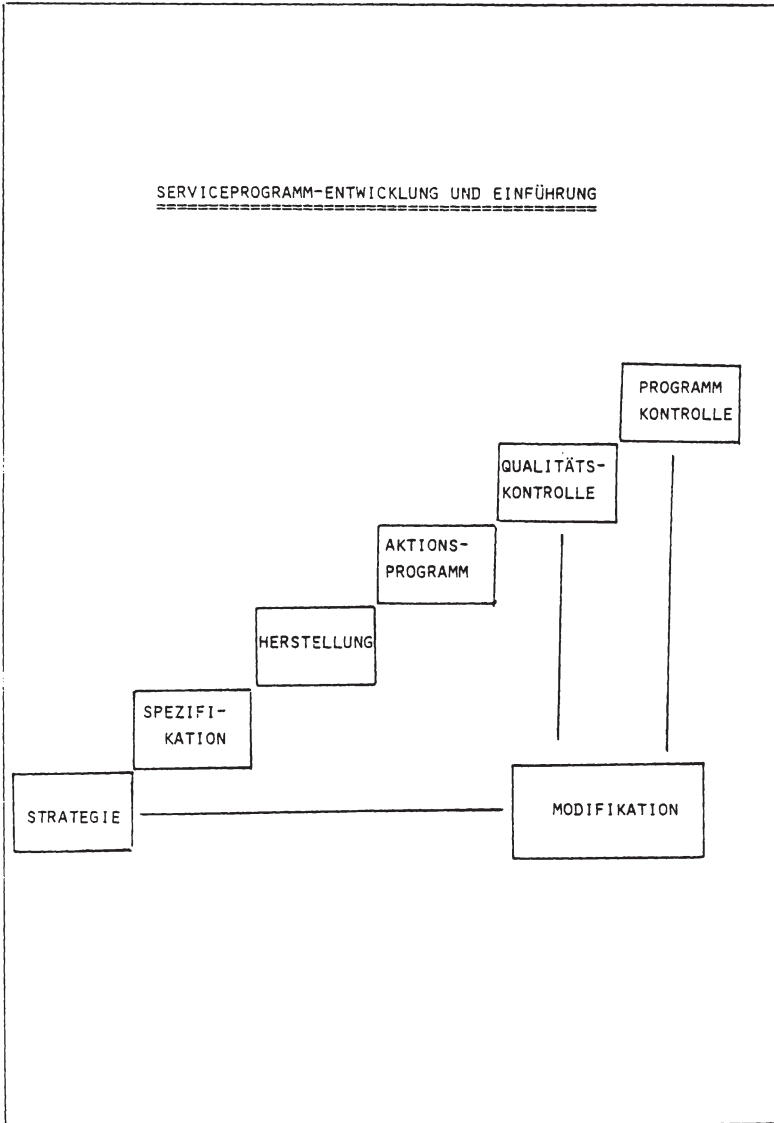 SERVICEPROGRAMM-ENTWICKLUNG UND EINFÜHRUNG
PROGRAMM
KONTROLLE
QUALITÄTS-
KONTROLLE
AKTIONS-
PROGRAMM
HERSTELLUNG
SPEZIFI-
KATION
STRATEGIE
MODIFIKATION